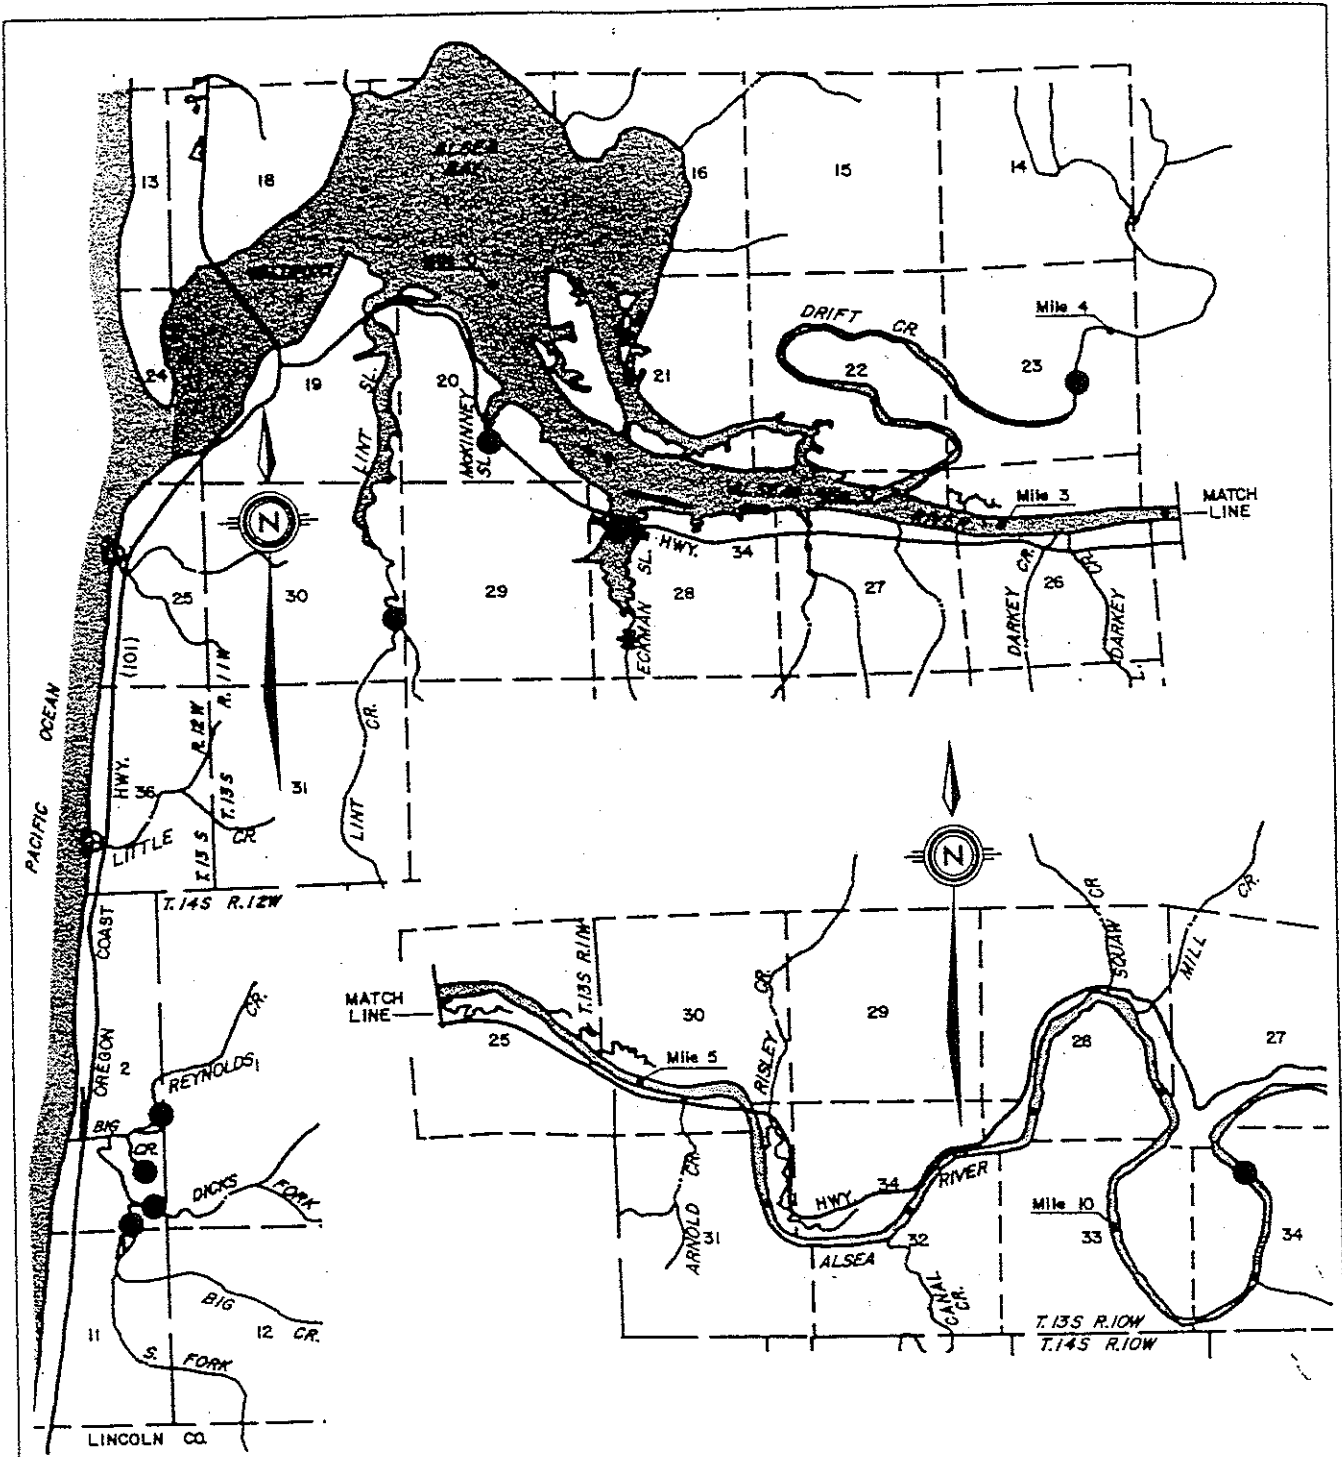 ALSEA
BAY
13
18
16
15
14
Mile 4
DRIFT CR.
24
19
20
21
22
23
LINT SL.
McKINNEY
SL.
Mile 3
MATCH
LINE
N
HWY. 34
ECKMAN SL.
25
30
29
28
27
26
DARKEY CR.
DARKEY CR.
(101)
R. 12W
R. 11W
T.13 S
T.13 S
PACIFIC OCEAN
HWY.
36
31
LINT CR.
LITTLE CR.
T.14S R.12W
OREGON COAST
N
SQUAW CR.
MILL CR.
MATCH
LINE
T.13S R.11W
25
30
RISLEY CR.
29
28
27
Mile 5
2
REYNOLDS CR.
BIG
CR.
DICKS FORK
ARNOLD CR.
31
HWY. 34
RIVER
ALSEA
32
CANAL
CR.
Mile 10
33
34
BIG CR.
11
12
S. FORK
T.13S R.10W
T.14S R.10W
LINCOLN CO.